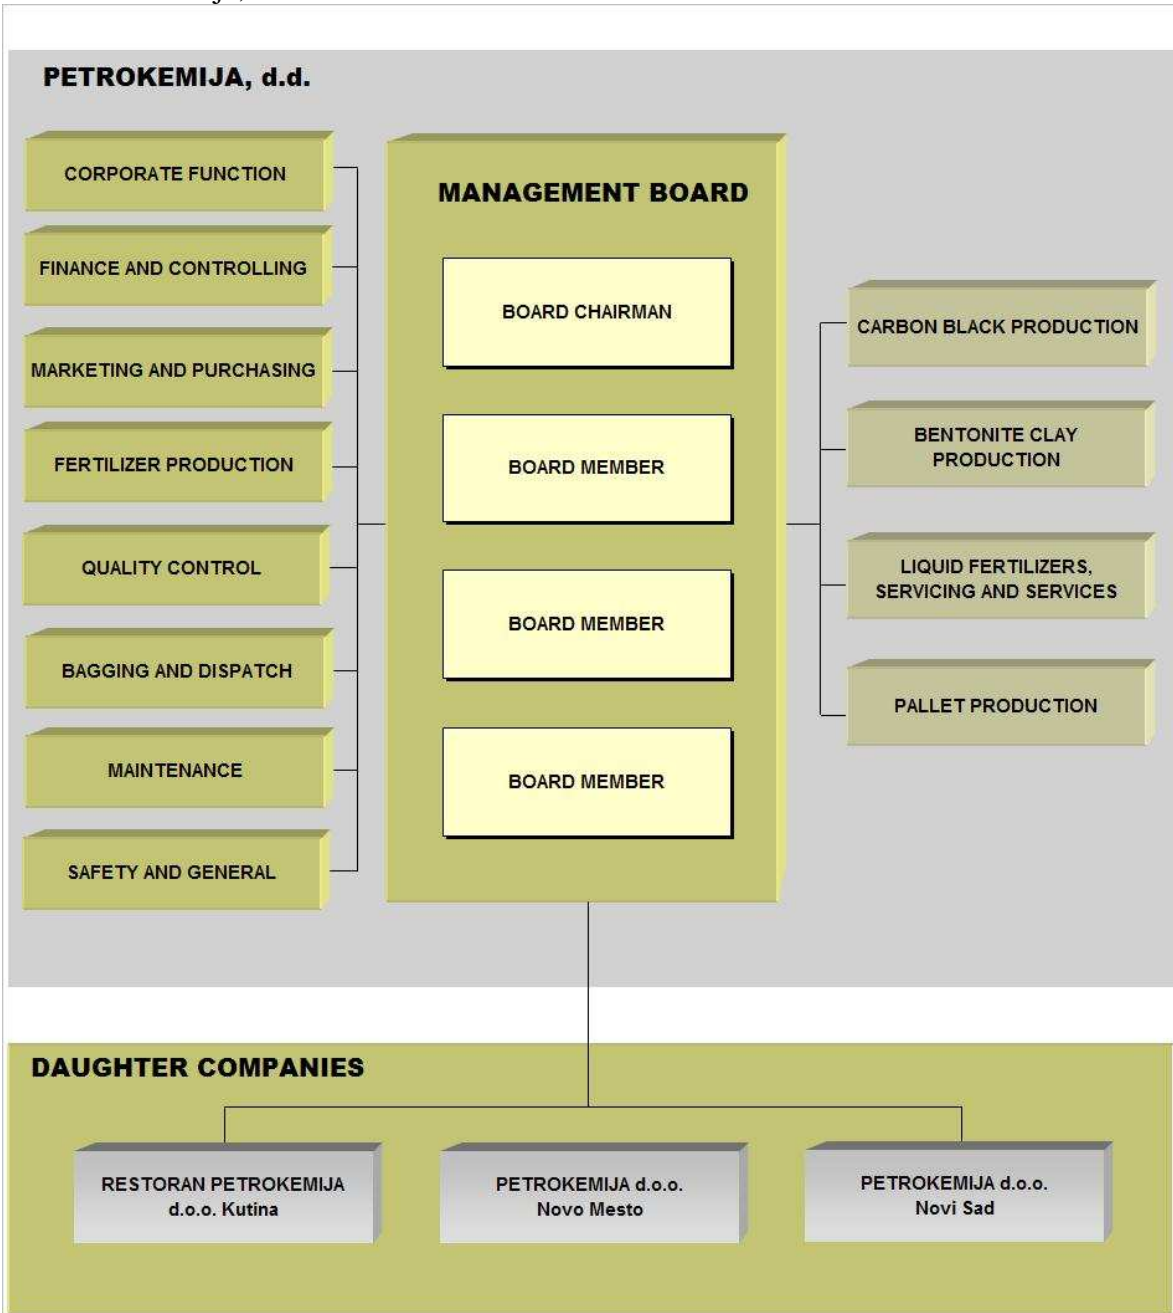 PETROKEMIJA, d.d.
CORPORATE FUNCTION
FINANCE AND CONTROLLING
MARKETING AND PURCHASING
FERTILIZER PRODUCTION
QUALITY CONTROL
BAGGING AND DISPATCH
MAINTENANCE
SAFETY AND GENERAL
MANAGEMENT BOARD
BOARD CHAIRMAN
BOARD MEMBER
BOARD MEMBER
BOARD MEMBER
CARBON BLACK PRODUCTION
BENTONITE CLAY
PRODUCTION
LIQUID FERTILIZERS,
SERVICING AND SERVICES
PALLET PRODUCTION
DAUGHTER COMPANIES
RESTORAN PETROKEMIJA
d.o.o. Kutina
PETROKEMIJA d.o.o.
Novo Mesto
PETROKEMIJA d.o.o.
Novi Sad